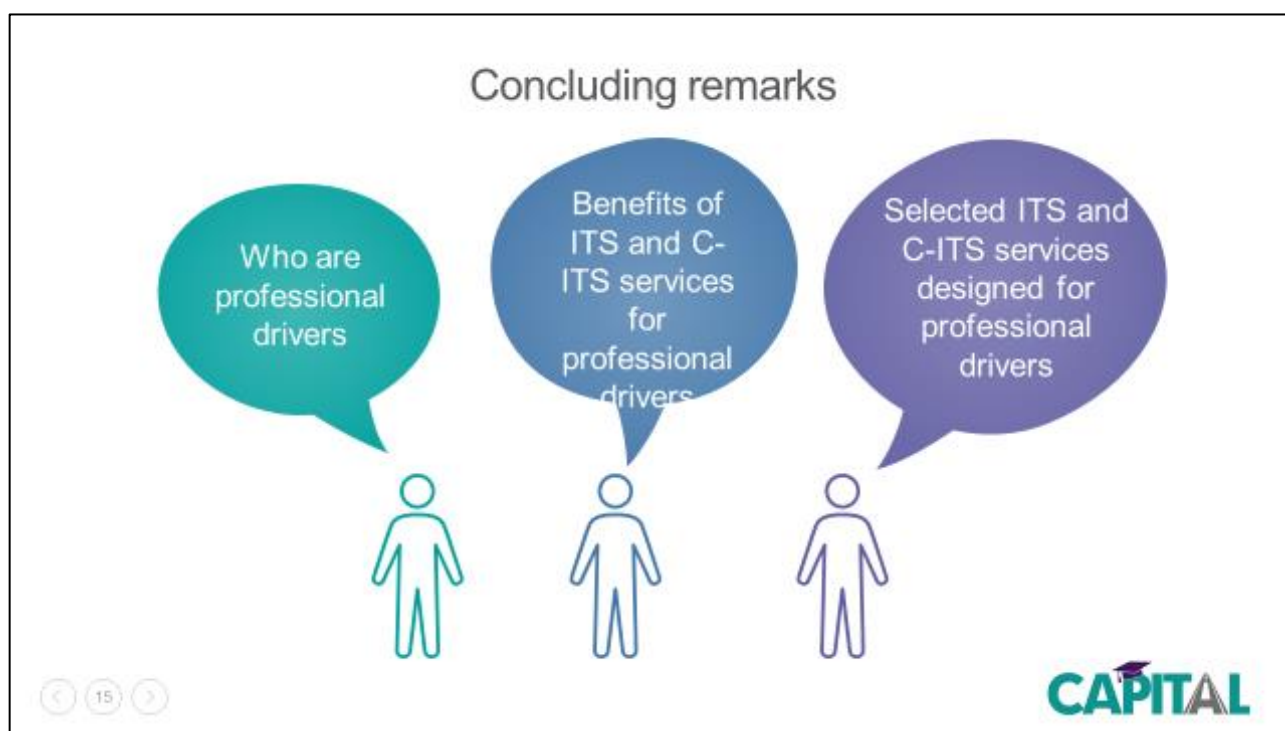 Concluding remarks
Who are
professional
drivers
Benefits of
ITS and C-
ITS services
for
professional
drivers
Selected ITS and
C-ITS services
designed for
professional
drivers
15
CAPITAL